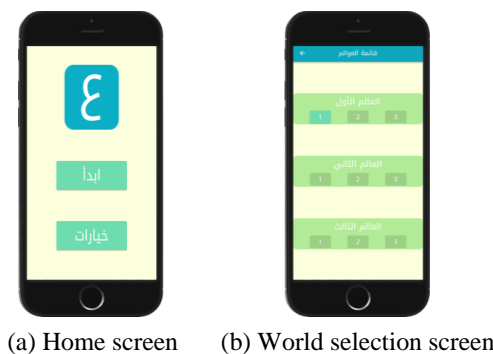 ع
ابدأ
خيارات
(a) Home screen
← قائمة العوالم
العالم الأول
1 2 3
العالم الثاني
1 2 3
العالم الثالث
1 2 3
(b) World selection screen